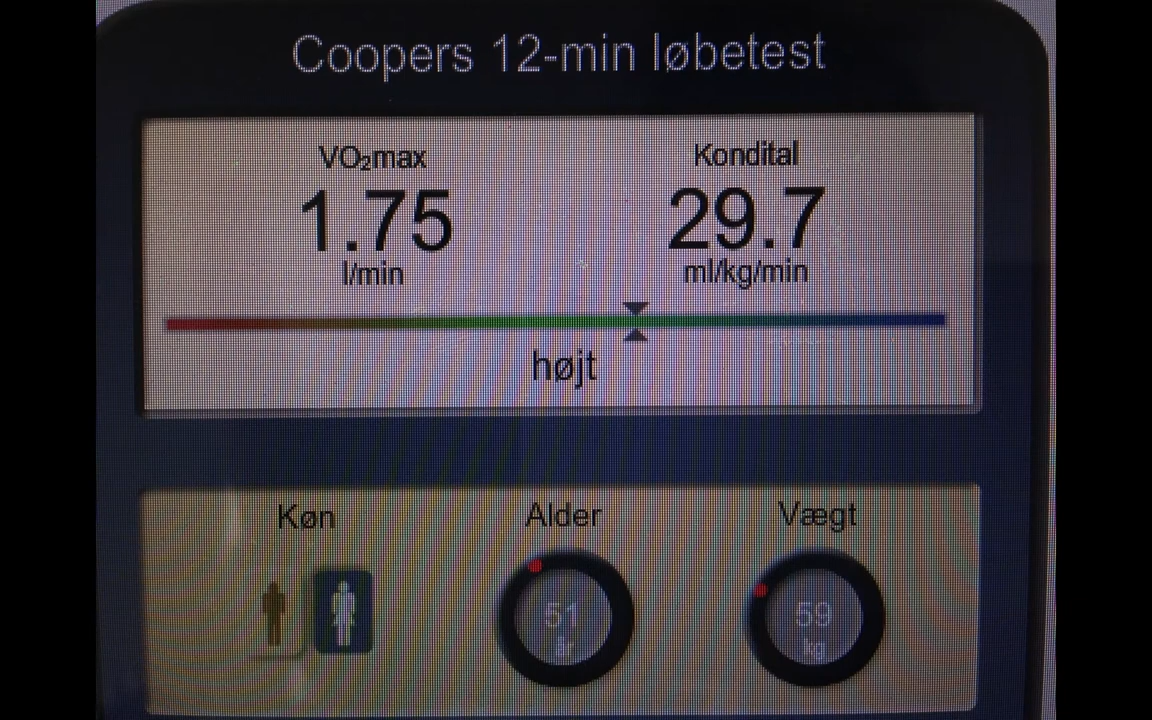 Coopers 12-min løbetest
VO₂max
Kondital
1.75
29.7
l/min
ml/kg/min
højt
Køn
Alder
Vægt
51
59
år
kg